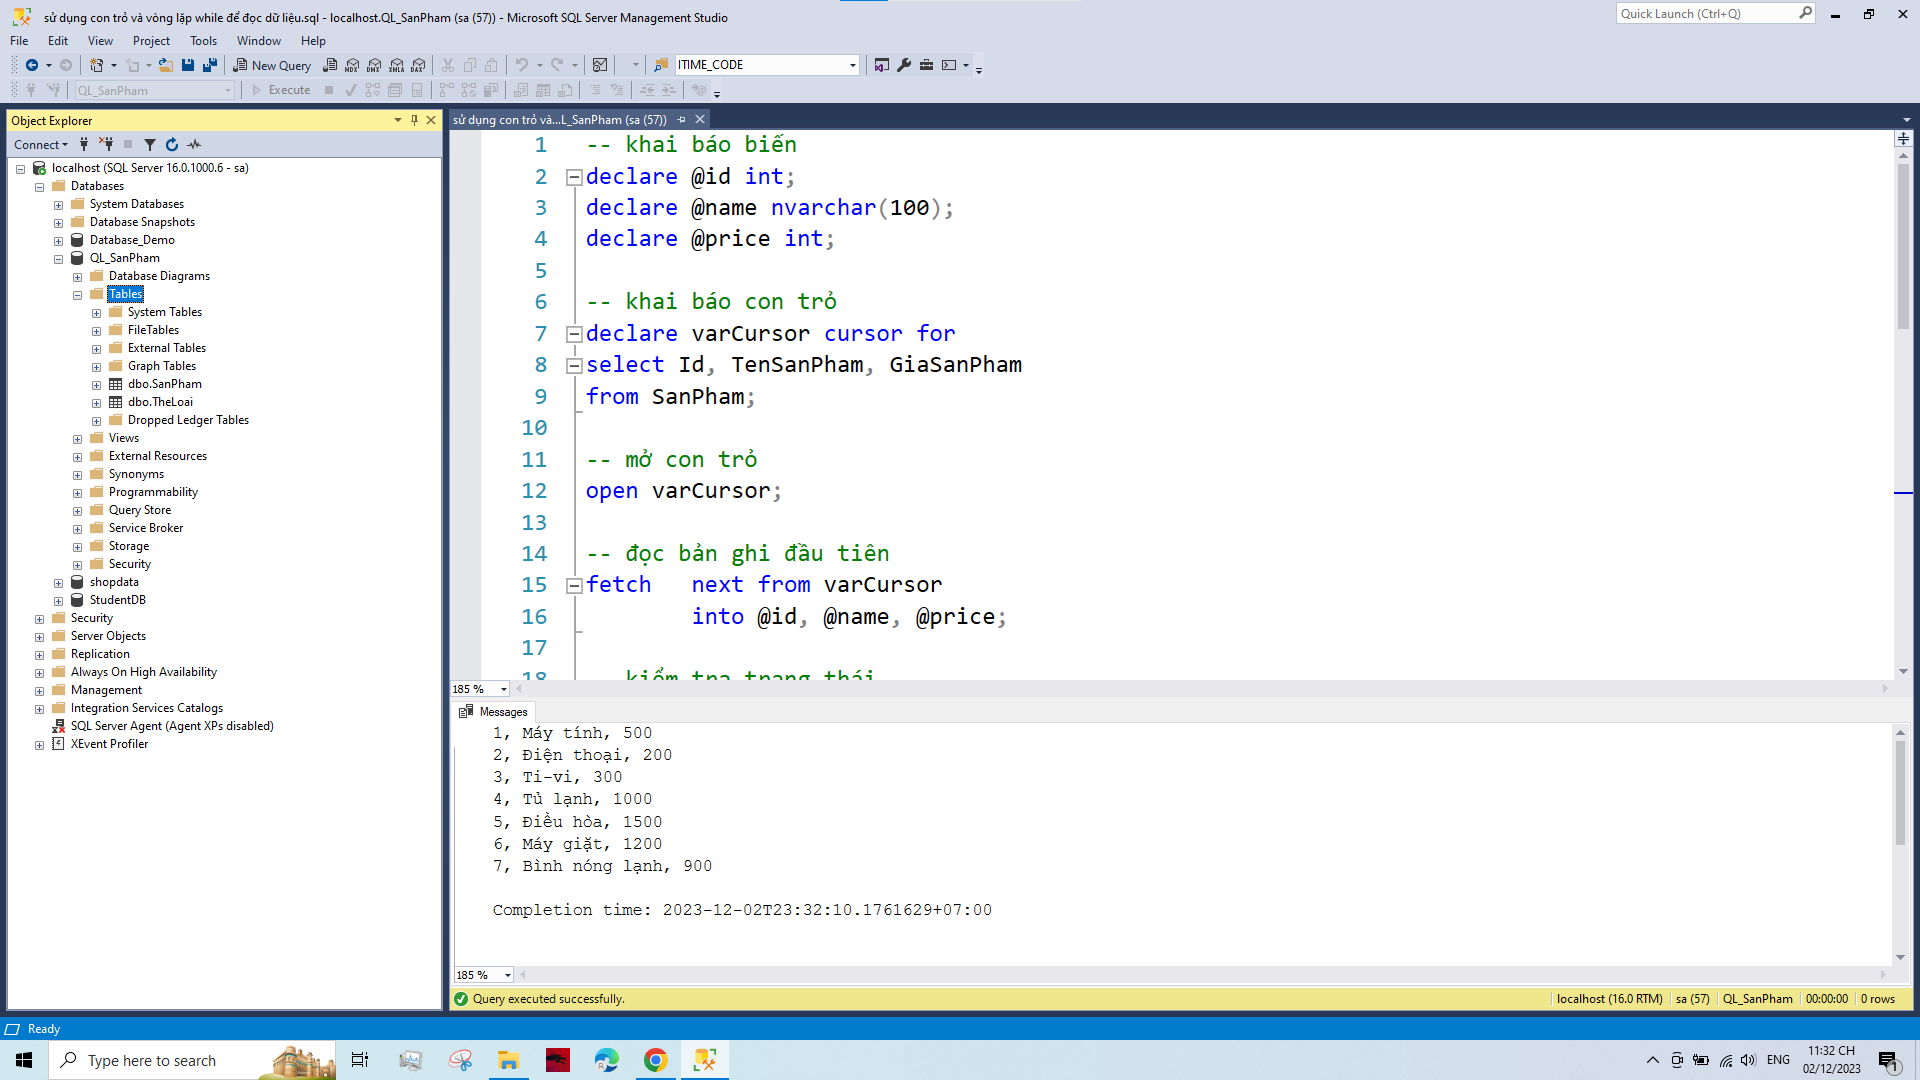 sử dụng con trỏ và vòng lặp while để đọc dữ liệu.sql - localhost.QL_SanPham (sa (57)) - Microsoft SQL Server Management Studio
Quick Launch (Ctrl+Q)
File Edit View Project Tools Window Help
New Query MDX DMX XMLA DAX ITIME_CODE
QL_SanPham Execute
Object Explorer
Connect
localhost (SQL Server 16.0.1000.6 - sa)
Databases
System Databases
Database Snapshots
Database_Demo
QL_SanPham
Database Diagrams
Tables
System Tables
FileTables
External Tables
Graph Tables
dbo.SanPham
dbo.TheLoai
Dropped Ledger Tables
Views
External Resources
Synonyms
Programmability
Query Store
Service Broker
Storage
Security
shopdata
StudentDB
Security
Server Objects
Replication
Always On High Availability
Management
Integration Services Catalogs
SQL Server Agent (Agent XPs disabled)
XEvent Profiler
sử dụng con trỏ và...L_SanPham (sa (57))
1 -- khai báo biến
2 declare @id int;
3 declare @name nvarchar(100);
4 declare @price int;
5
6 -- khai báo con trỏ
7 declare varCursor cursor for
8 select Id, TenSanPham, GiaSanPham
9 from SanPham;
10
11 -- mở con trỏ
12 open varCursor;
13
14 -- đọc bản ghi đầu tiên
15 fetch next from varCursor
16 into @id, @name, @price;
17
18 -- kiểm tra trạng thái
185 %
Messages
1, Máy tính, 500
2, Điện thoại, 200
3, Ti-vi, 300
4, Tủ lạnh, 1000
5, Điều hòa, 1500
6, Máy giặt, 1200
7, Bình nóng lạnh, 900
Completion time: 2023-12-02T23:32:10.1761629+07:00
185 %
Query executed successfully.
localhost (16.0 RTM) sa (57) QL_SanPham 00:00:00 0 rows
Ready
Type here to search
ENG
11:32 CH
02/12/2023
1